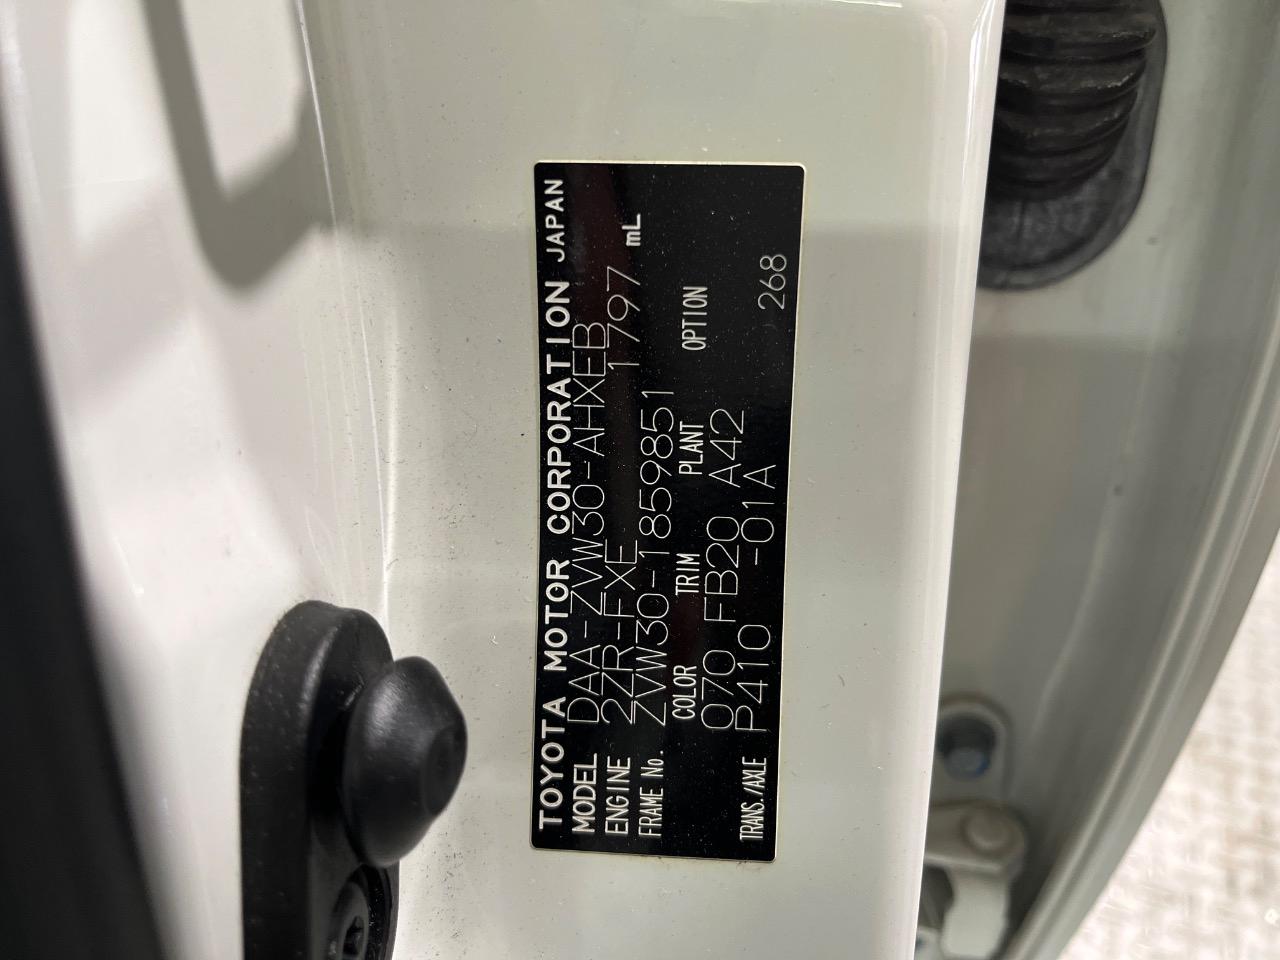 TOYOTA MOTOR CORPORATION JAPAN
MODEL DAA-ZVW30-AHXEB
ENGINE 2ZR-FXE 1797 mL
FRAME No. ZVW30-1859851
COLOR TRIM PLANT OPTION
070 FB20 A42
TRANS./AXLE P410 -01A 268